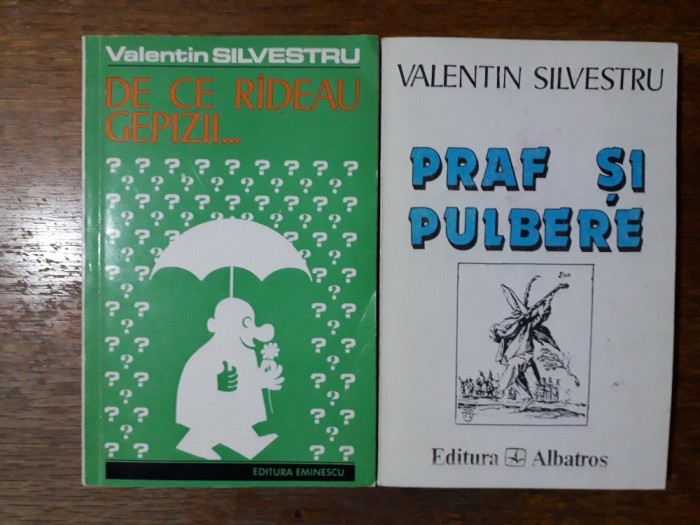 Valentin SILVESTRU
DE CE RÎDEAU
GEPIZII...
? ? ? ? ? ? ? ? ?
EDITURA EMINESCU
VALENTIN SILVESTRU
PRAF ȘI
PULBERE
Editura Albatros